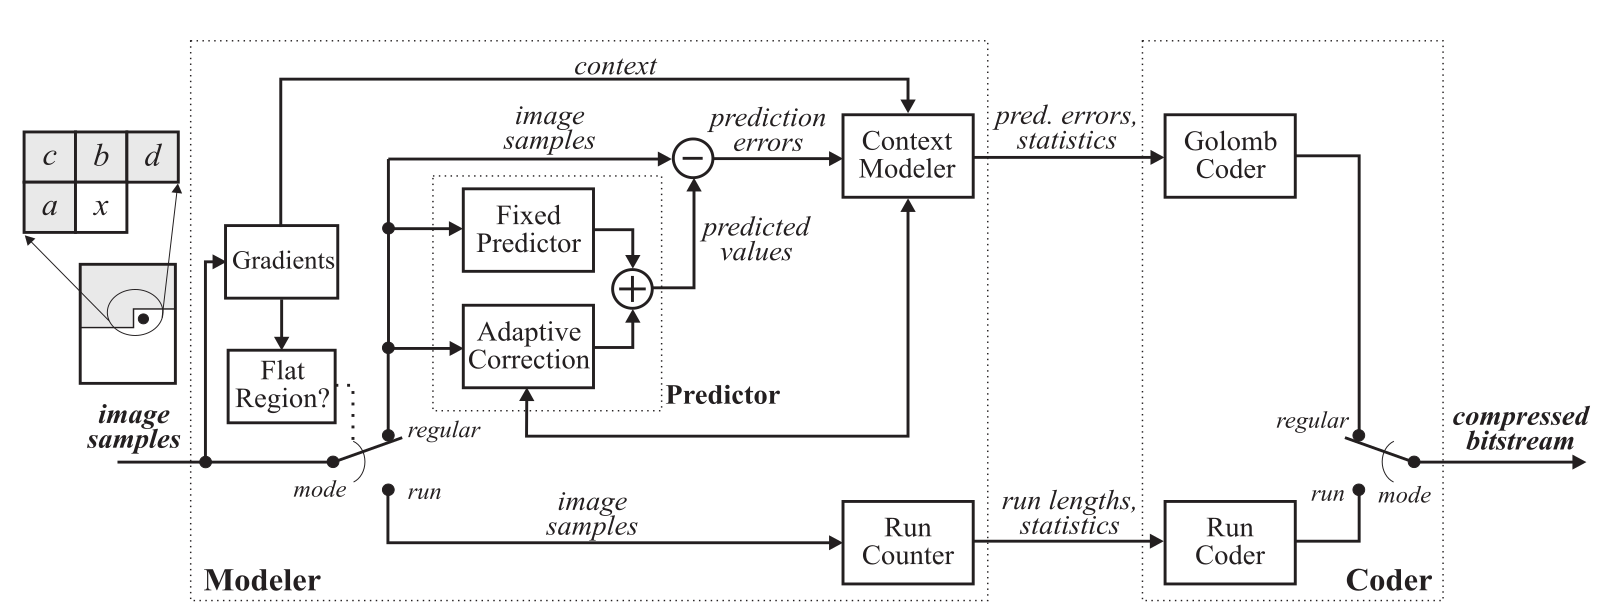 context
image
samples
prediction
errors
pred. errors,
statistics
c b d
a x
Context
Modeler
Golomb
Coder
Fixed
Predictor
predicted
values
Gradients
Adaptive
Correction
Flat
Region?
Predictor
image
samples
regular
mode
run
image
samples
Run
Counter
run lengths,
statistics
Run
Coder
regular
run
mode
compressed
bitstream
Modeler
Coder